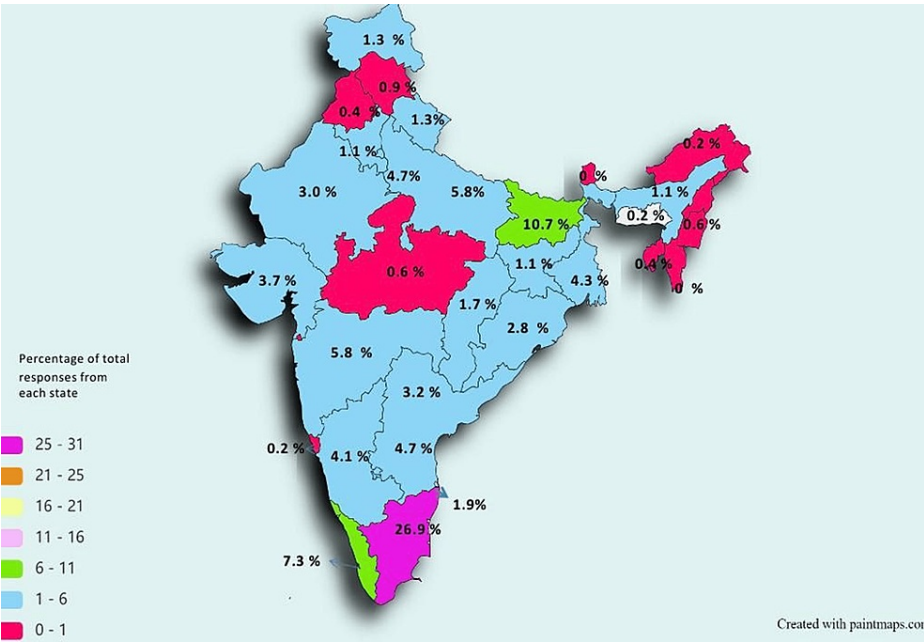 1.3 %
0.9 %
0.4 %
1.3%
1.1 %
4.7%
3.0 %
5.8%
10.7 %
0 %
0.2 %
1.1 %
0.2 %
0.6 %
0.4 %
0 %
3.7 %
0.6 %
1.1 %
4.3 %
1.7 %
2.8 %
5.8 %
3.2 %
0.2 %
4.1 %
4.7 %
1.9%
26.9 %
7.3 %
Percentage of total
responses from
each state
25 - 31
21 - 25
16 - 21
11 - 16
6 - 11
1 - 6
0 - 1
Created with paintmaps.com